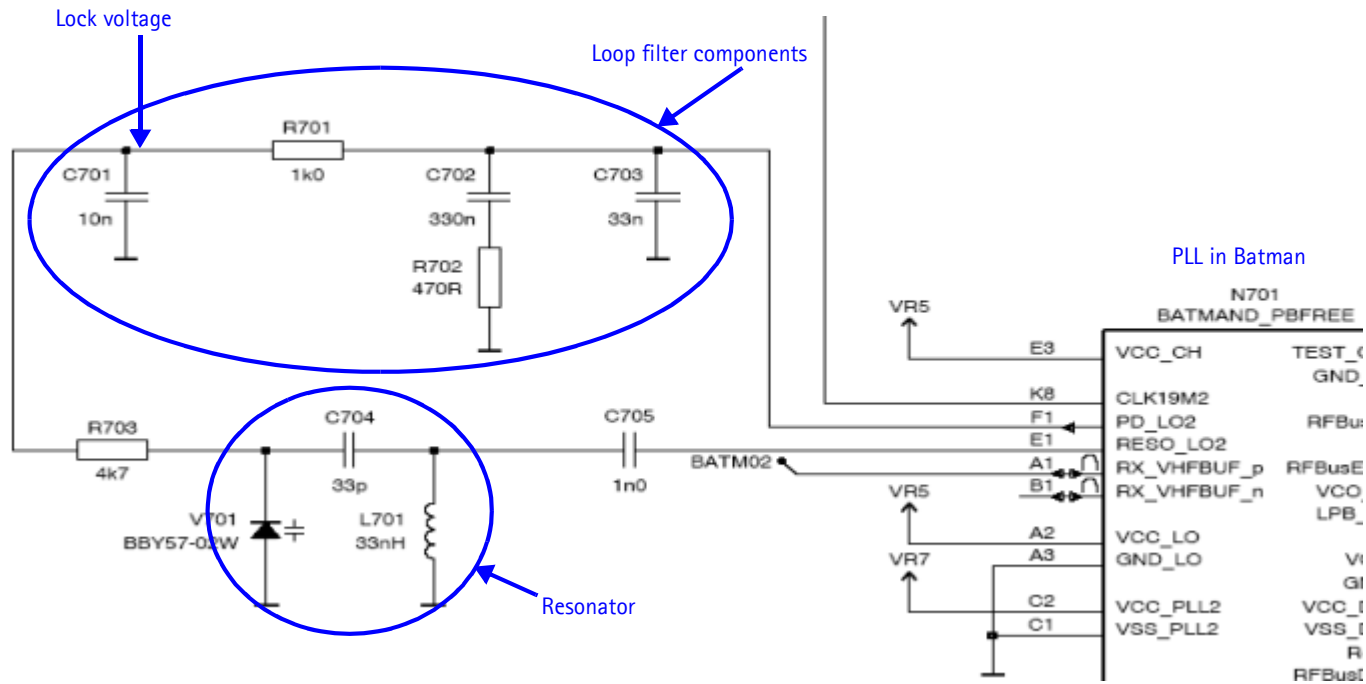 Lock voltage
Loop filter components
R701
1k0
C701
10n
C702
330n
C703
33n
R702
470R
PLL in Batman
N701
BATMAND_PBFREE
VR5
E3
VCC_CH
K8
CLK19M2
F1
PD_LO2
E1
RESO_LO2
A1
RX_VHFBUF_p
B1
RX_VHFBUF_n
A2
VCC_LO
A3
GND_LO
C2
VCC_PLL2
C1
VSS_PLL2
VR5
VR7
BATM02
R703
4k7
C704
33p
C705
1n0
V701
BBY57-02W
L701
33nH
Resonator